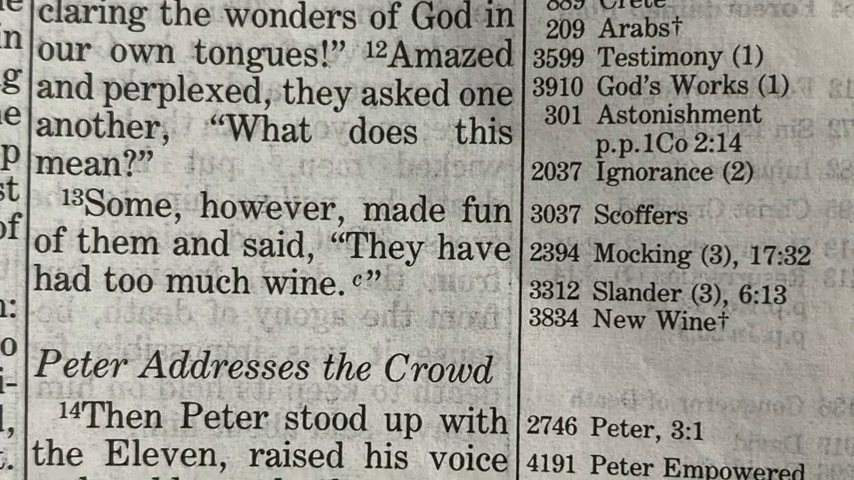 claring the wonders of God in
our own tongues!” ¹²Amazed
and perplexed, they asked one
another, “What does this
mean?”
¹³Some, however, made fun
of them and said, “They have
had too much wine. ᶜ”
Peter Addresses the Crowd
¹⁴Then Peter stood up with
the Eleven, raised his voice
889 Crete
209 Arabs†
3599 Testimony (1)
3910 God's Works (1)
301 Astonishment
p.p.1Co 2:14
2037 Ignorance (2)
3037 Scoffers
2394 Mocking (3), 17:32
3312 Slander (3), 6:13
3834 New Wine†
2746 Peter, 3:1
4191 Peter Empowered